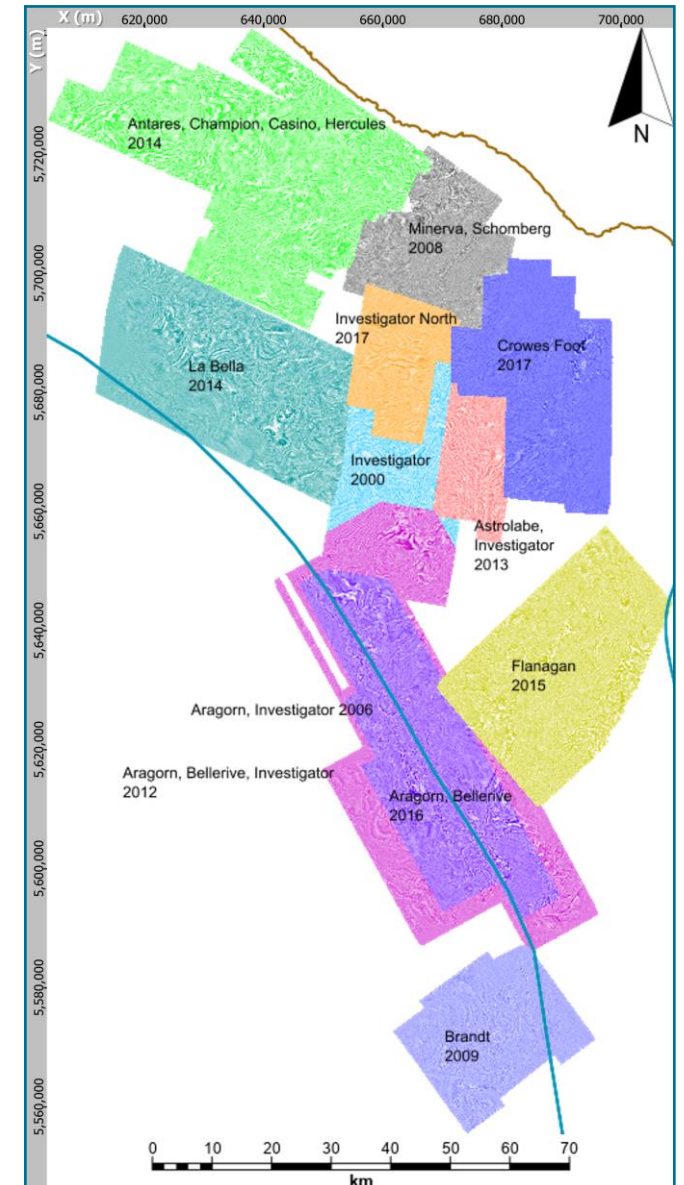 X (m)
620,000 640,000 660,000 680,000 700,000
Y (m)
N
5,720,000
5,700,000
5,680,000
5,660,000
5,640,000
5,620,000
5,600,000
5,580,000
5,560,000
Antares, Champion, Casino, Hercules
2014
Minerva, Schomberg
2008
Investigator North
2017
Crowes Foot
2017
La Bella
2014
Investigator
2000
Astrolabe,
Investigator
2013
Flanagan
2015
Aragorn, Investigator 2006
Aragorn, Bellerive, Investigator
2012
Aragorn, Bellerive
2016
Brandt
2009
0 10 20 30 40 50 60 70
km